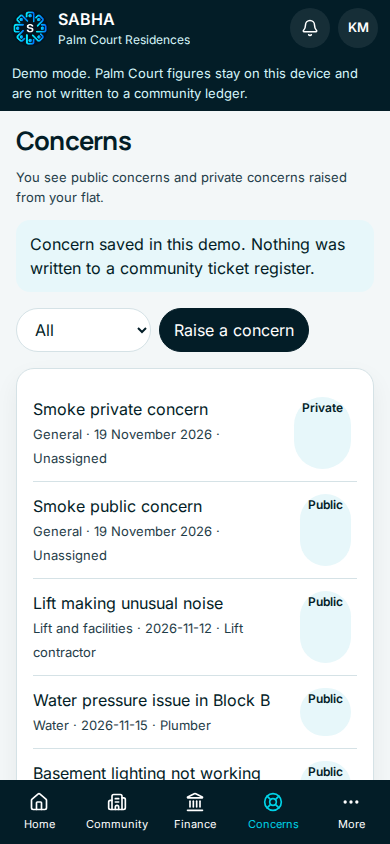 SABHA
Palm Court Residences
S
KM
Demo mode. Palm Court figures stay on this device and
are not written to a community ledger.
Concerns
You see public concerns and private concerns raised
from your flat.
Concern saved in this demo. Nothing was
written to a community ticket register.
All
Raise a concern
Smoke private concern
Private
General · 19 November 2026 ·
Unassigned
Smoke public concern
Public
General · 19 November 2026 ·
Unassigned
Lift making unusual noise
Public
Lift and facilities · 2026-11-12 · Lift
contractor
Water pressure issue in Block B
Public
Water · 2026-11-15 · Plumber
Basement lighting not working
Public
Home
Community
Finance
Concerns
More